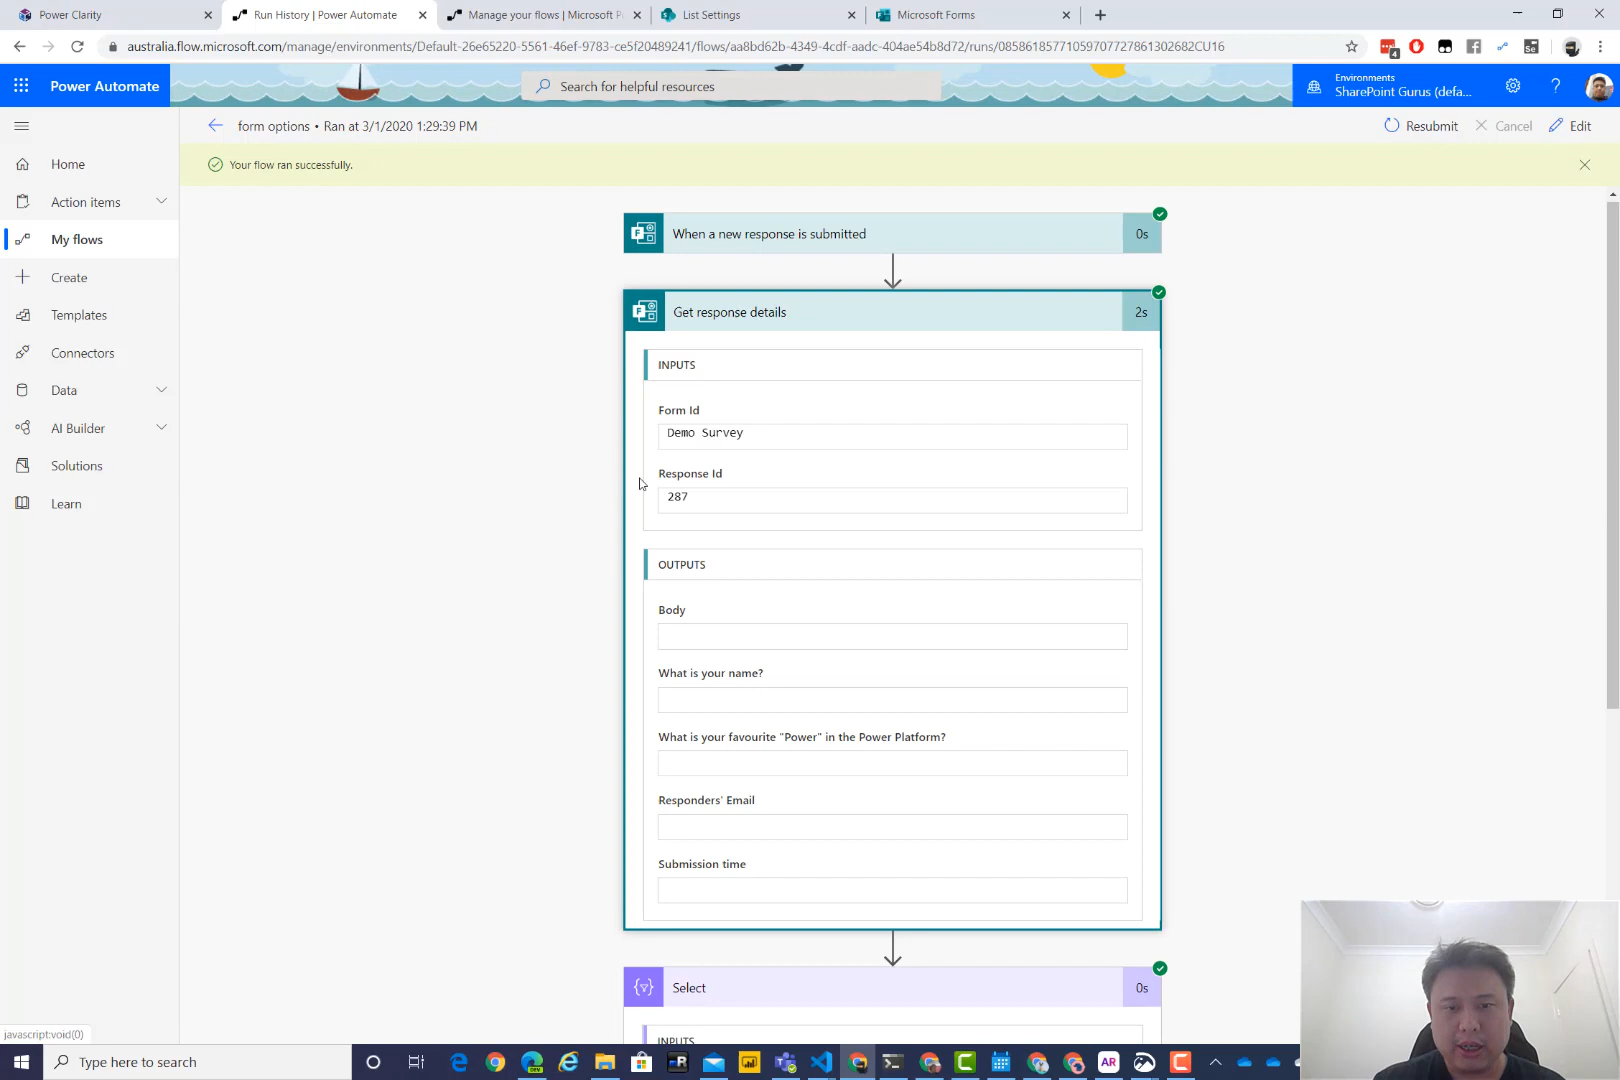 Power Clarity
Run History | Power Automate
Manage your flows | Microsoft P
List Settings
Microsoft Forms
australia.flow.microsoft.com/manage/environments/Default-26e65220-5561-46ef-9783-ce5f20489241/flows/aa8bd62b-4349-4cdf-aadc-404ae54b8d72/runs/08586185771059707727861302682CU16
Power Automate
Search for helpful resources
Environments
SharePoint Gurus (defa...
form options • Ran at 3/1/2020 1:29:39 PM
Resubmit
Cancel
Edit
Your flow ran successfully.
Home
Action items
My flows
Create
Templates
Connectors
Data
AI Builder
Solutions
Learn
When a new response is submitted
0s
Get response details
2s
INPUTS
Form Id
Demo Survey
Response Id
287
OUTPUTS
Body
What is your name?
What is your favourite "Power" in the Power Platform?
Responders' Email
Submission time
Select
0s
INPUTS
javascript:void(0)
Type here to search